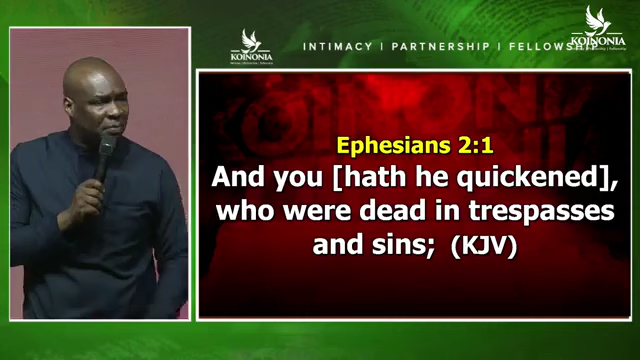 KOINONIA
INTIMACY | PARTNERSHIP | FELLOWSHIP
KOINONIA
Ephesians 2:1
And you [hath he quickened],
who were dead in trespasses
and sins; (KJV)